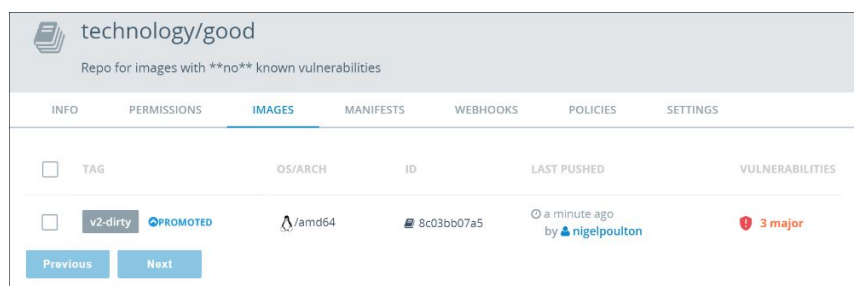 technology/good
Repo for images with **no** known vulnerabilities
INFO PERMISSIONS IMAGES MANIFESTS WEBHOOKS POLICIES SETTINGS
TAG OS/ARCH ID LAST PUSHED VULNERABILITIES
v2-dirty PROMOTED /amd64 8c03bb07a5 a minute ago 3 major
by nigelpoulton
Previous Next